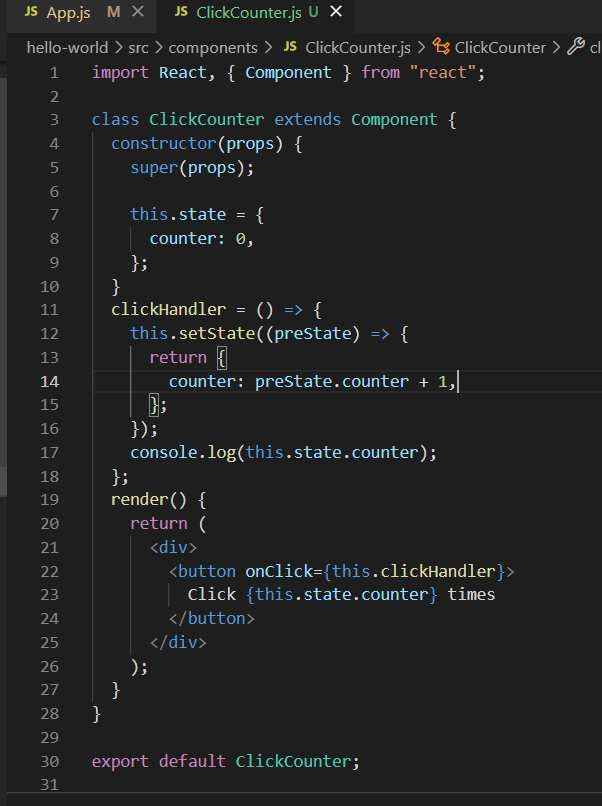 JS App.js M ×
JS ClickCounter.js U ×
hello-world > src > components > JS ClickCounter.js > ClickCounter > cl
1 import React, { Component } from "react";
2
3 class ClickCounter extends Component {
4 constructor(props) {
5 super(props);
6
7 this.state = {
8 counter: 0,
9 };
10 }
11 clickHandler = () => {
12 this.setState((preState) => {
13 return {
14 counter: preState.counter + 1,
15 };
16 });
17 console.log(this.state.counter);
18 };
19 render() {
20 return (
21 <div>
22 <button onClick={this.clickHandler}>
23 Click {this.state.counter} times
24 </button>
25 </div>
26 );
27 }
28 }
29
30 export default ClickCounter;
31